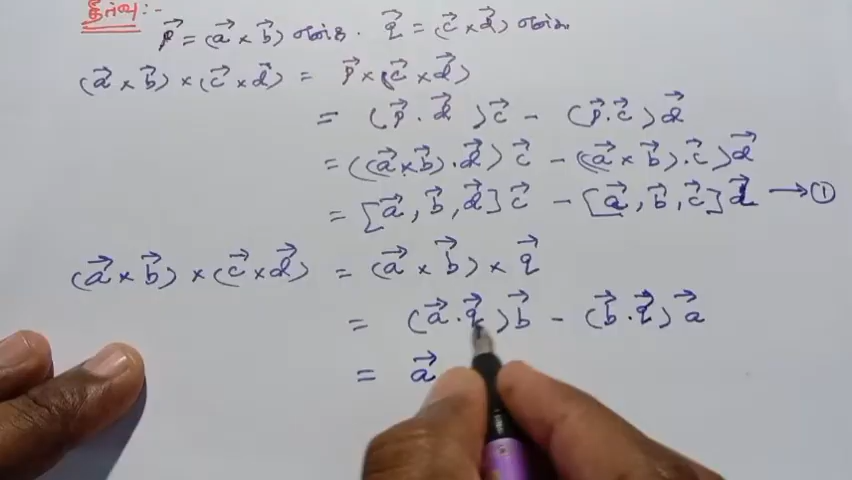 தீர்வு:-
p⃗ = (a⃗ × b⃗) என்க. q⃗ = (c⃗ × d⃗) என்க
(a⃗ × b⃗) × (c⃗ × d⃗) = p⃗ × (c⃗ × d⃗)
= (p⃗ . d⃗) c⃗ - (p⃗ . c⃗) d⃗
= ((a⃗ × b⃗) . d⃗) c⃗ - (a⃗ × b⃗) . c⃗) d⃗
= [a⃗, b⃗, d⃗] c⃗ - [a⃗, b⃗, c⃗] d⃗ → ①
(a⃗ × b⃗) × (c⃗ × d⃗) = (a⃗ × b⃗) × q⃗
= (a⃗ . q⃗) b⃗ - (b⃗ . q⃗) a⃗
= a⃗